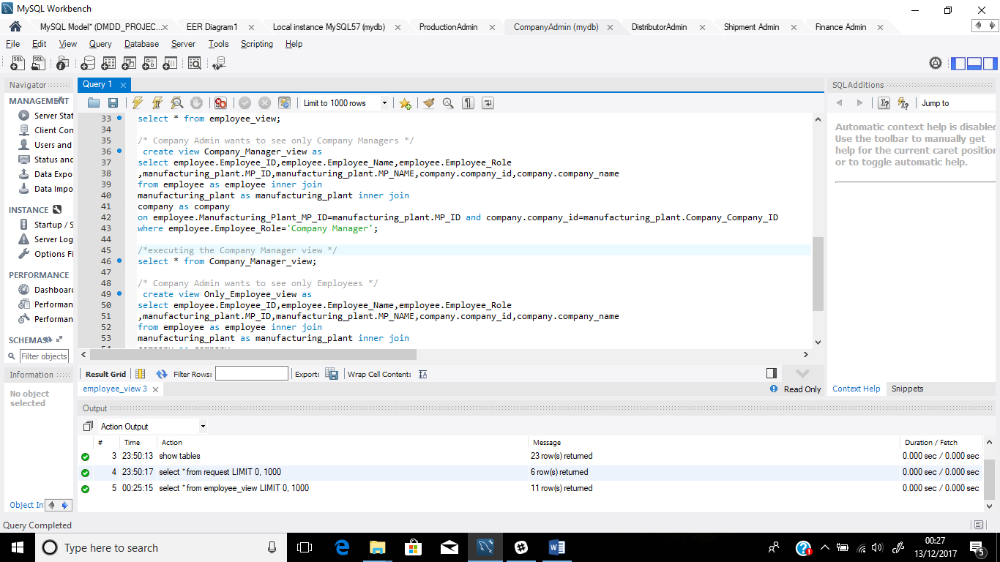 MySQL Workbench
MySQL Model* (DMDD_PROJEC...
EER Diagram1
Local instance MySQL57 (mydb)
ProductionAdmin
CompanyAdmin (mydb)
DistributorAdmin
Shipment Admin
Finance Admin
File Edit View Query Database Server Tools Scripting Help
Navigator
MANAGEMENT
Server Stat
Client Con
Users and
Status and
Data Expo
Data Impo
INSTANCE
Startup / S
Server Log
Options Fi
PERFORMANCE
Dashboard
Performan
Performan
SCHEMAS
Filter objects
Information
No object
selected
Object In
Query 1
Limit to 1000 rows
33 select * from employee_view;
34
35 /* Company Admin wants to see only Company Managers */
36 create view Company_Manager_view as
37 select employee.Employee_ID,employee.Employee_Name,employee.Employee_Role
38 ,manufacturing_plant.MP_ID,manufacturing_plant.MP_NAME,company.company_id,company.company_name
39 from employee as employee inner join
40 manufacturing_plant as manufacturing_plant inner join
41 company as company
42 on employee.Manufacturing_Plant_MP_ID=manufacturing_plant.MP_ID and company.company_id=manufacturing_plant.Company_Company_ID
43 where employee.Employee_Role='Company Manager';
44
45 /*executing the Company Manager view */
46 select * from Company_Manager_view;
47
48 /* Company Admin wants to see only Employees */
49 create view Only_Employee_view as
50 select employee.Employee_ID,employee.Employee_Name,employee.Employee_Role
51 ,manufacturing_plant.MP_ID,manufacturing_plant.MP_NAME,company.company_id,company.company_name
52 from employee as employee inner join
53 manufacturing_plant as manufacturing_plant inner join
54 company as company
Result Grid Filter Rows: Export: Wrap Cell Content: IA
employee_view 3
Read Only
SQLAdditions
Jump to
Automatic context help is disabled
Use the toolbar to manually get
help for the current caret position
or to toggle automatic help.
Context Help Snippets
Output
Action Output
# Time Action Message Duration / Fetch
3 23:50:13 show tables 23 row(s) returned 0.000 sec / 0.000 sec
4 23:50:17 select * from request LIMIT 0, 1000 6 row(s) returned 0.000 sec / 0.000 sec
5 00:25:15 select * from employee_view LIMIT 0, 1000 11 row(s) returned 0.000 sec / 0.000 sec
Query Completed
Type here to search
00:27
13/12/2017
5